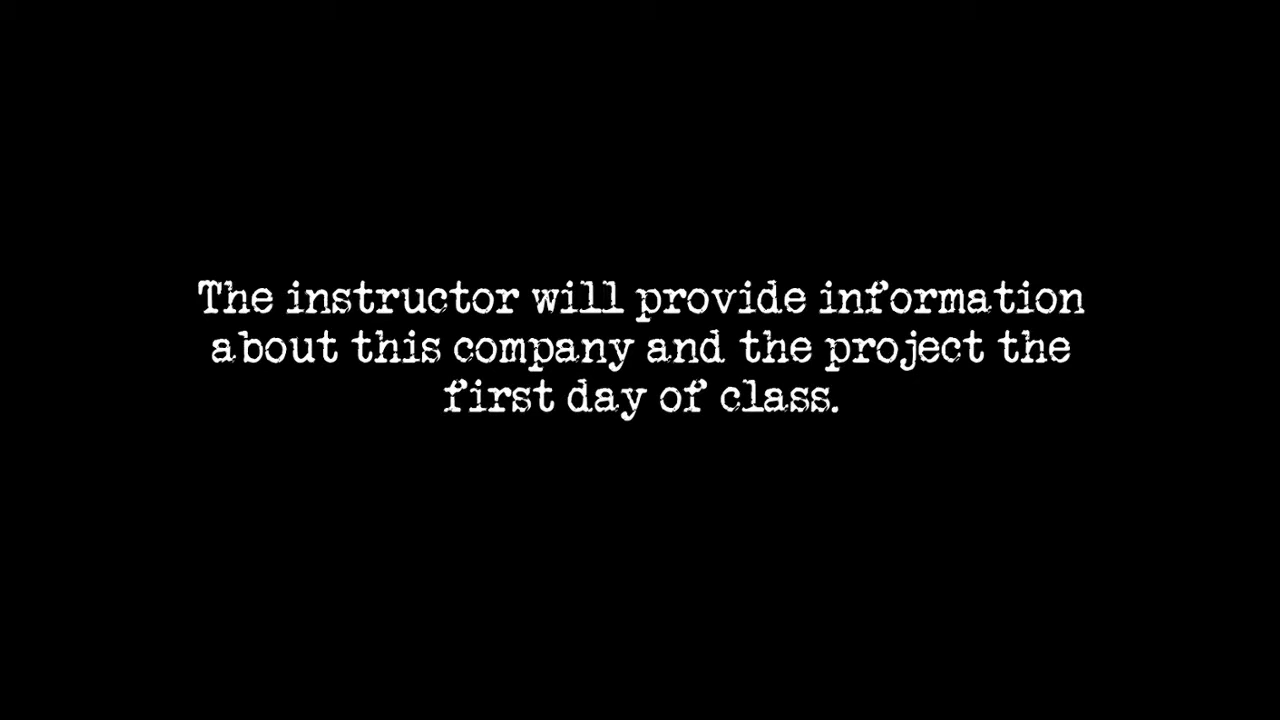 The instructor will provide information
about this company and the project the
first day of class.